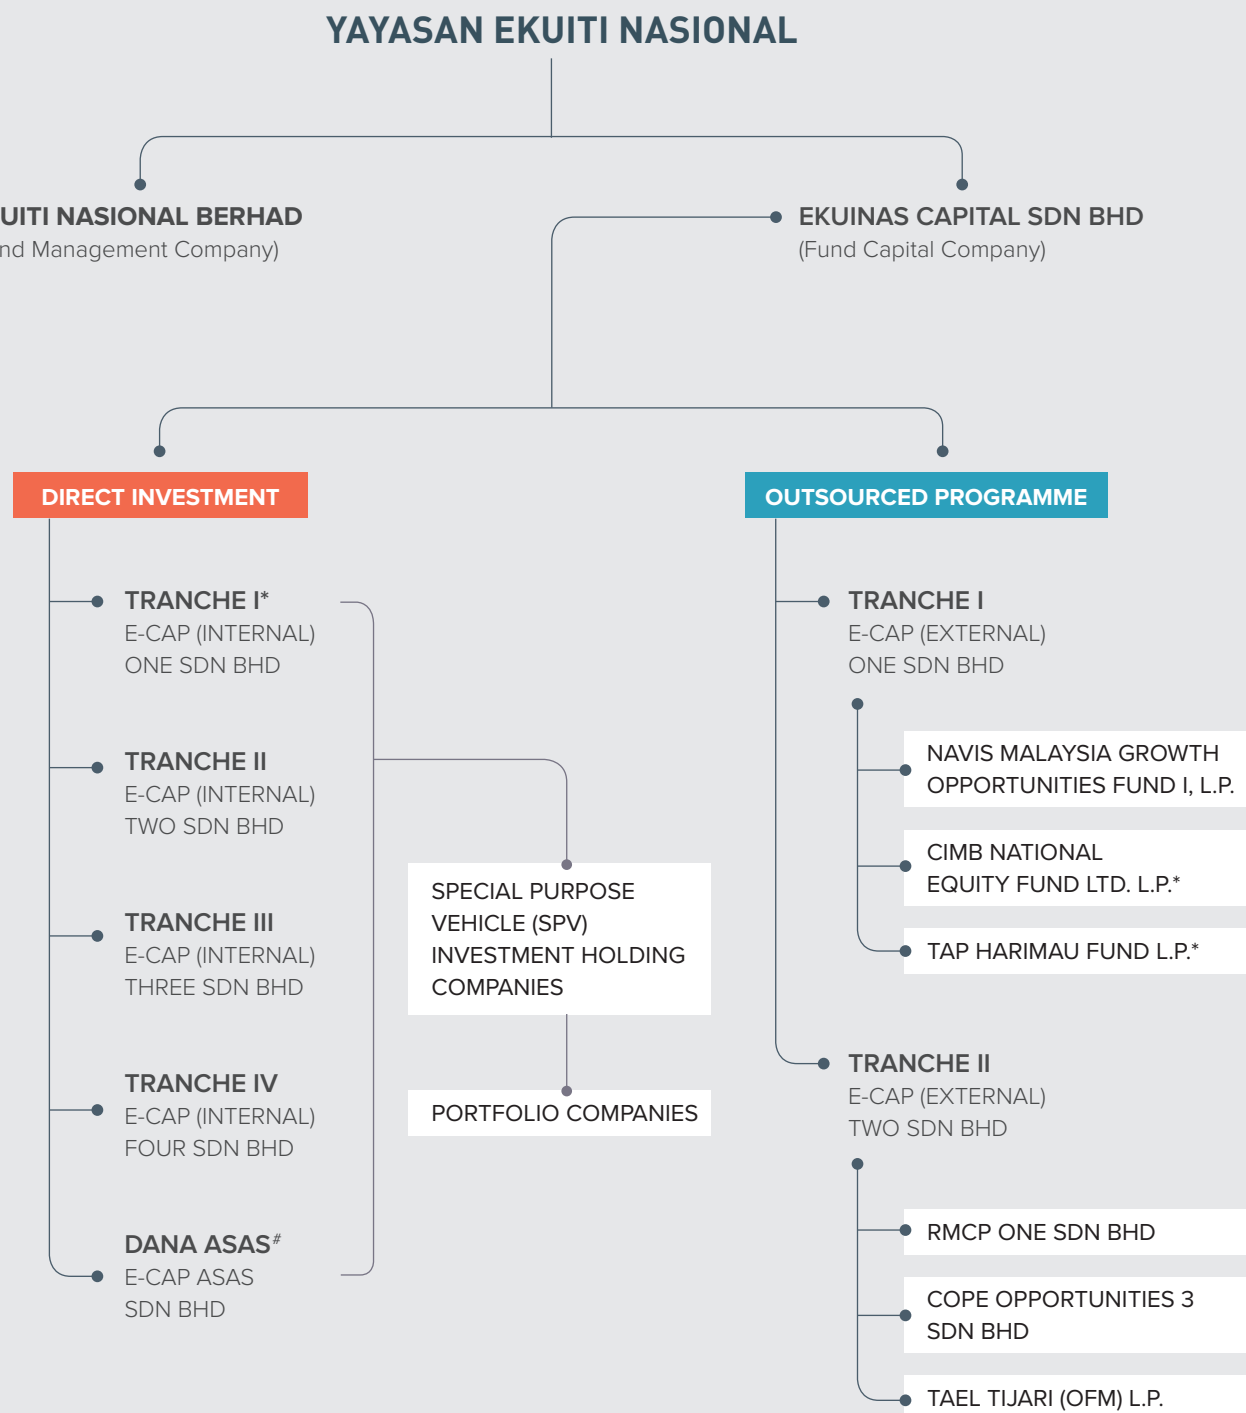 YAYASAN EKUITI NASIONAL
UITI NASIONAL BERHAD
nd Management Company)
EKUINAS CAPITAL SDN BHD
(Fund Capital Company)
DIRECT INVESTMENT
TRANCHE I*
E-CAP (INTERNAL)
ONE SDN BHD
TRANCHE II
E-CAP (INTERNAL)
TWO SDN BHD
TRANCHE III
E-CAP (INTERNAL)
THREE SDN BHD
TRANCHE IV
E-CAP (INTERNAL)
FOUR SDN BHD
DANA ASAS#
E-CAP ASAS
SDN BHD
SPECIAL PURPOSE
VEHICLE (SPV)
INVESTMENT HOLDING
COMPANIES
PORTFOLIO COMPANIES
OUTSOURCED PROGRAMME
TRANCHE I
E-CAP (EXTERNAL)
ONE SDN BHD
NAVIS MALAYSIA GROWTH
OPPORTUNITIES FUND I, L.P.
CIMB NATIONAL
EQUITY FUND LTD. L.P.*
TAP HARIMAU FUND L.P.*
TRANCHE II
E-CAP (EXTERNAL)
TWO SDN BHD
RMCP ONE SDN BHD
COPE OPPORTUNITIES 3
SDN BHD
TAEL TIJARI (OFM) L.P.